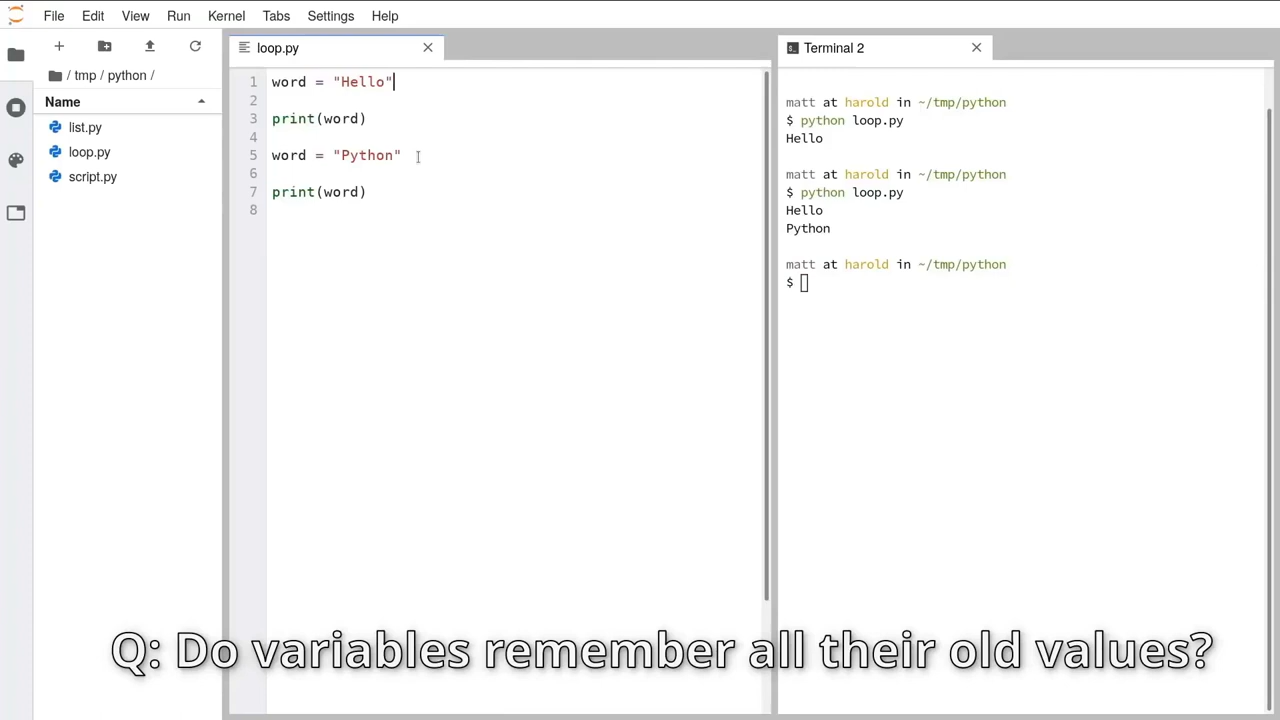 File Edit View Run Kernel Tabs Settings Help
/ tmp / python /
Name
list.py
loop.py
script.py
loop.py
1 word = "Hello"
2
3 print(word)
4
5 word = "Python"
6
7 print(word)
8
Terminal 2
matt at harold in ~/tmp/python
$ python loop.py
Hello
matt at harold in ~/tmp/python
$ python loop.py
Hello
Python
matt at harold in ~/tmp/python
$
Q: Do variables remember all their old values?